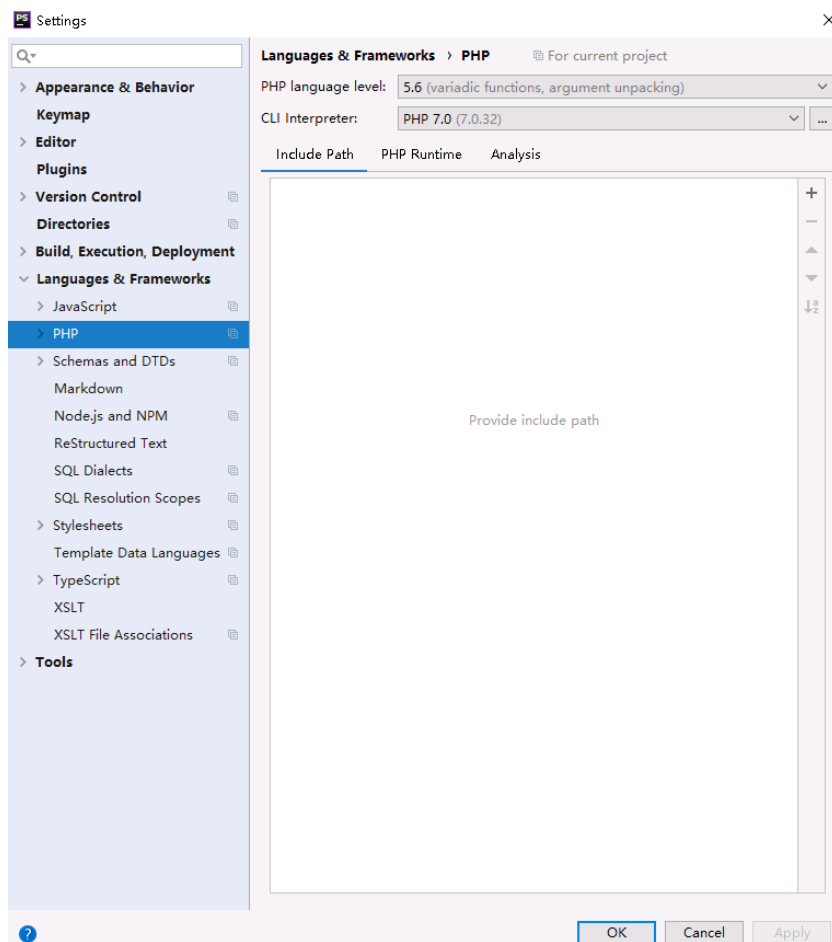 PS Settings
Appearance & Behavior
Keymap
Editor
Plugins
Version Control
Directories
Build, Execution, Deployment
Languages & Frameworks
JavaScript
PHP
Schemas and DTDs
Markdown
Node.js and NPM
ReStructured Text
SQL Dialects
SQL Resolution Scopes
Stylesheets
Template Data Languages
TypeScript
XSLT
XSLT File Associations
Tools
Languages & Frameworks › PHP For current project
PHP language level: 5.6 (variadic functions, argument unpacking)
CLI Interpreter: PHP 7.0 (7.0.32) ...
Include Path PHP Runtime Analysis
Provide include path
? OK Cancel Apply